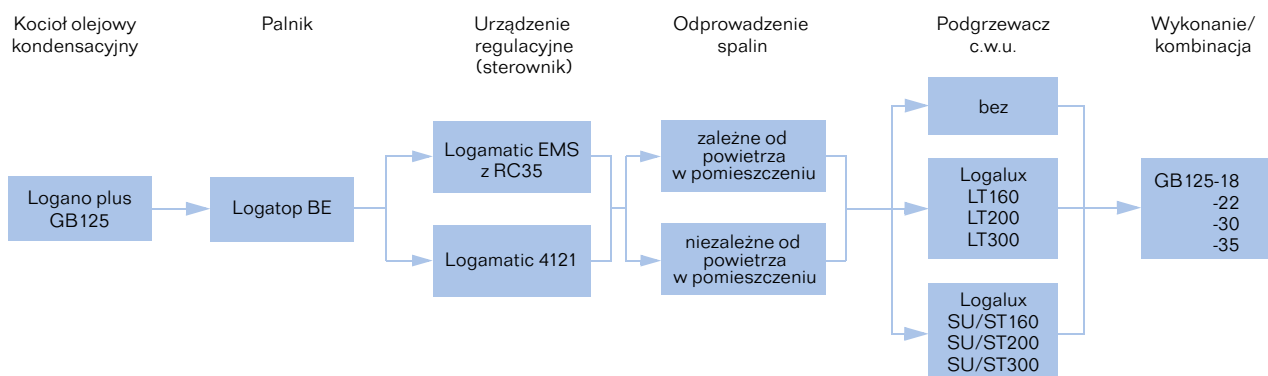 Kocioł olejowy
kondensacyjny
Palnik
Urządzenie
regulacyjne
(sterownik)
Odprowadzenie
spalin
Podgrzewacz
c.w.u.
Wykonanie/
kombinacja
Logano plus
GB125
Logatop BE
Logamatic EMS
z RC35
Logamatic 4121
zależne od
powietrza
w pomieszczeniu
niezależne od
powietrza
w pomieszczeniu
bez
Logalux
LT160
LT200
LT300
Logalux
SU/ST160
SU/ST200
SU/ST300
GB125-18
-22
-30
-35